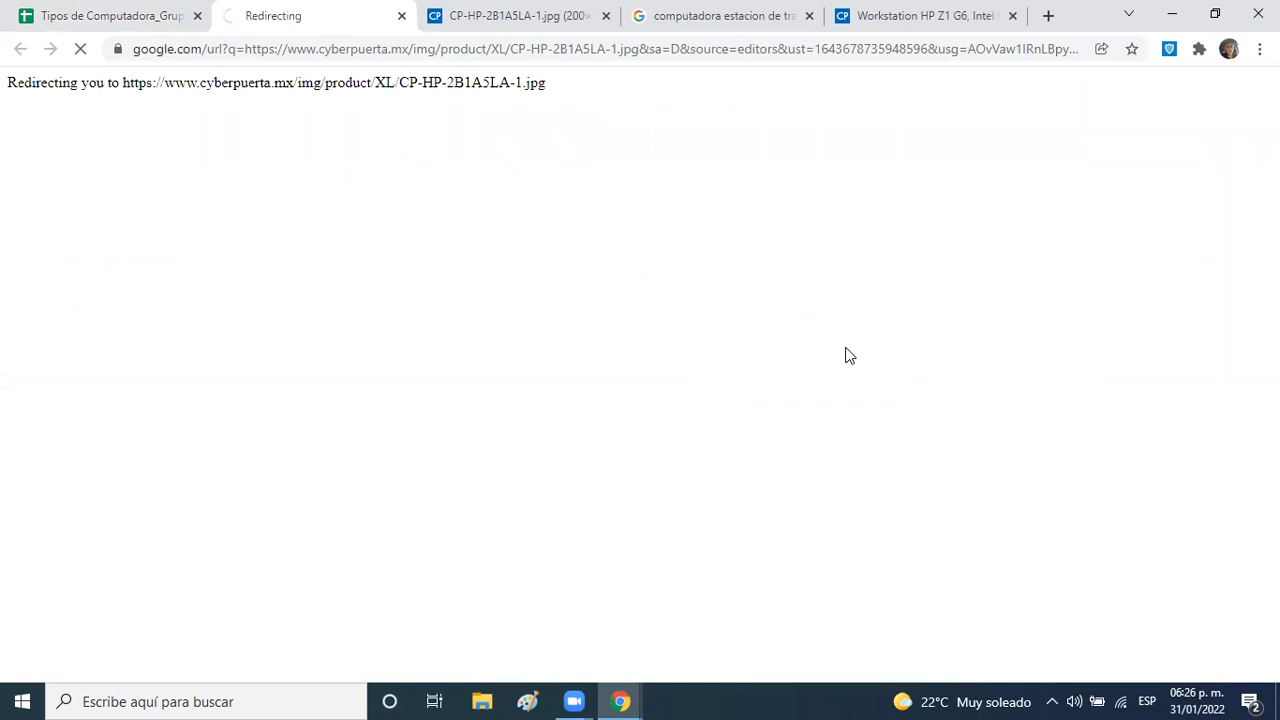 Tipos de Computadora_Grup
Redirecting
CP-HP-2B1A5LA-1.jpg (200×
computadora estacion de tra
Workstation HP Z1 G6, Intel
google.com/url?q=https://www.cyberpuerta.mx/img/product/XL/CP-HP-2B1A5LA-1.jpg&sa=D&source=editors&ust=1643678735948596&usg=AOvVaw1lRnLBpy...
Redirecting you to https://www.cyberpuerta.mx/img/product/XL/CP-HP-2B1A5LA-1.jpg
Escribe aquí para buscar
22°C Muy soleado
ESP
06:26 p. m.
31/01/2022
2